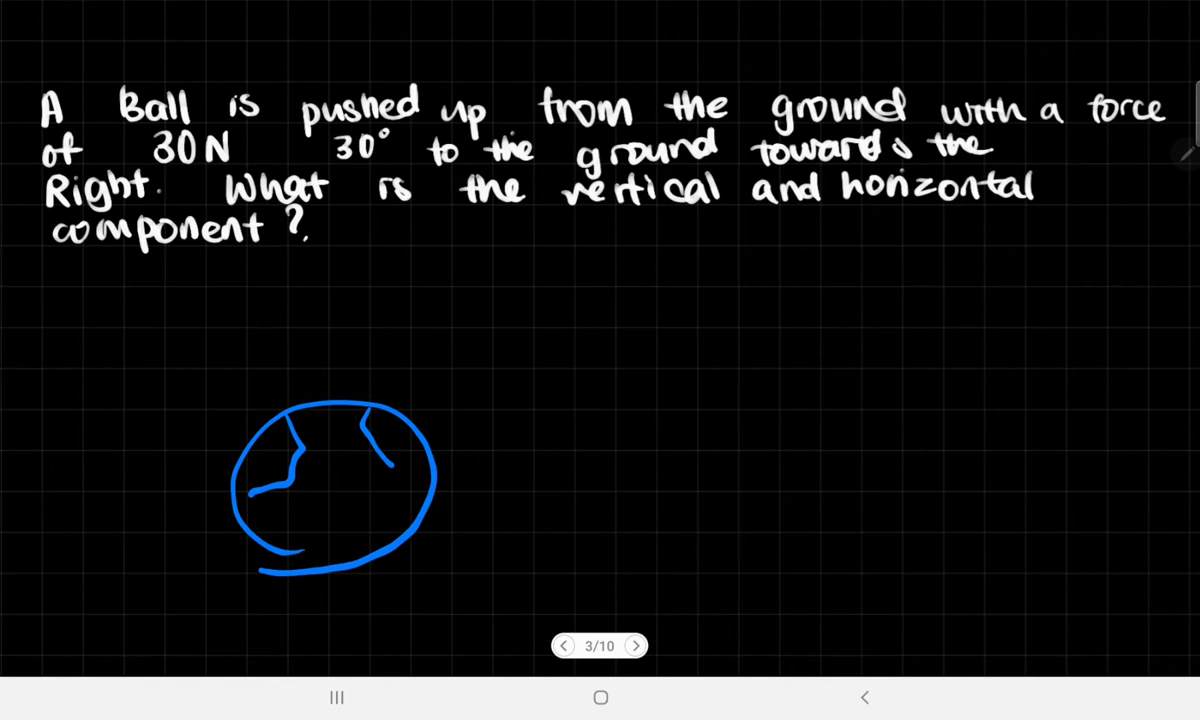 A Ball is pushed up from the ground with a force
of 30N 30° to the ground towards the
Right. What is the vertical and horizontal
component?
3/10